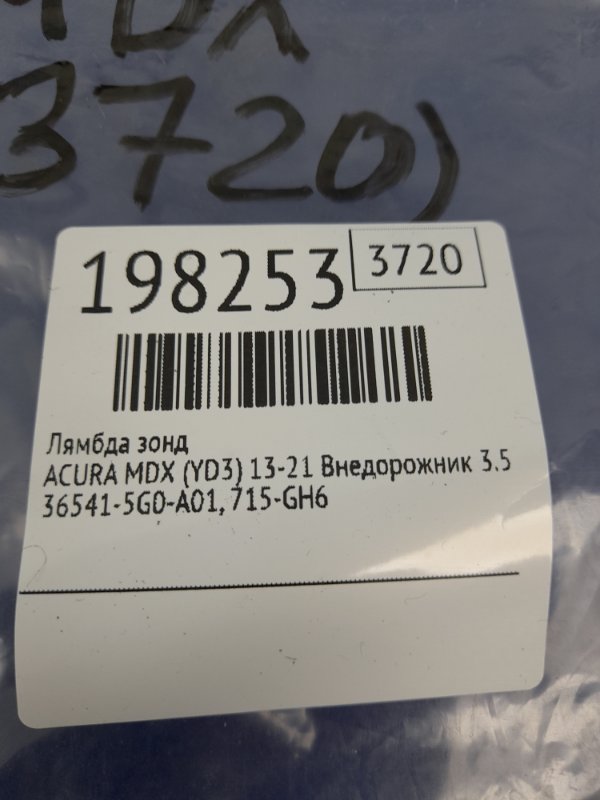 MDX
3720)
198253
3720
Лямбда зонд
ACURA MDX (YD3) 13-21 Внедорожник 3.5
36541-5G0-A01, 715-GH6